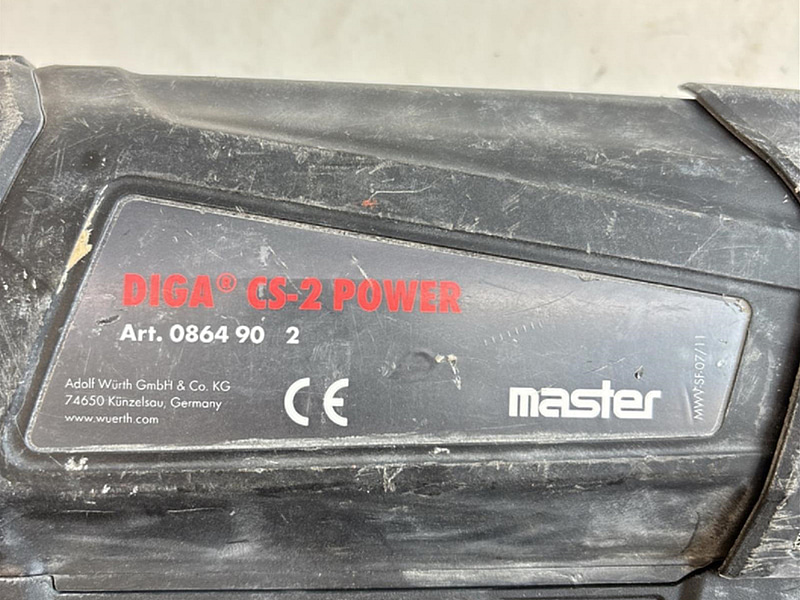 DIGA® CS-2 POWER
Art. 0864 90 2
Adolf Würth GmbH & Co. KG
74650 Künzelsau, Germany
www.wuerth.com
CE
master
07/11